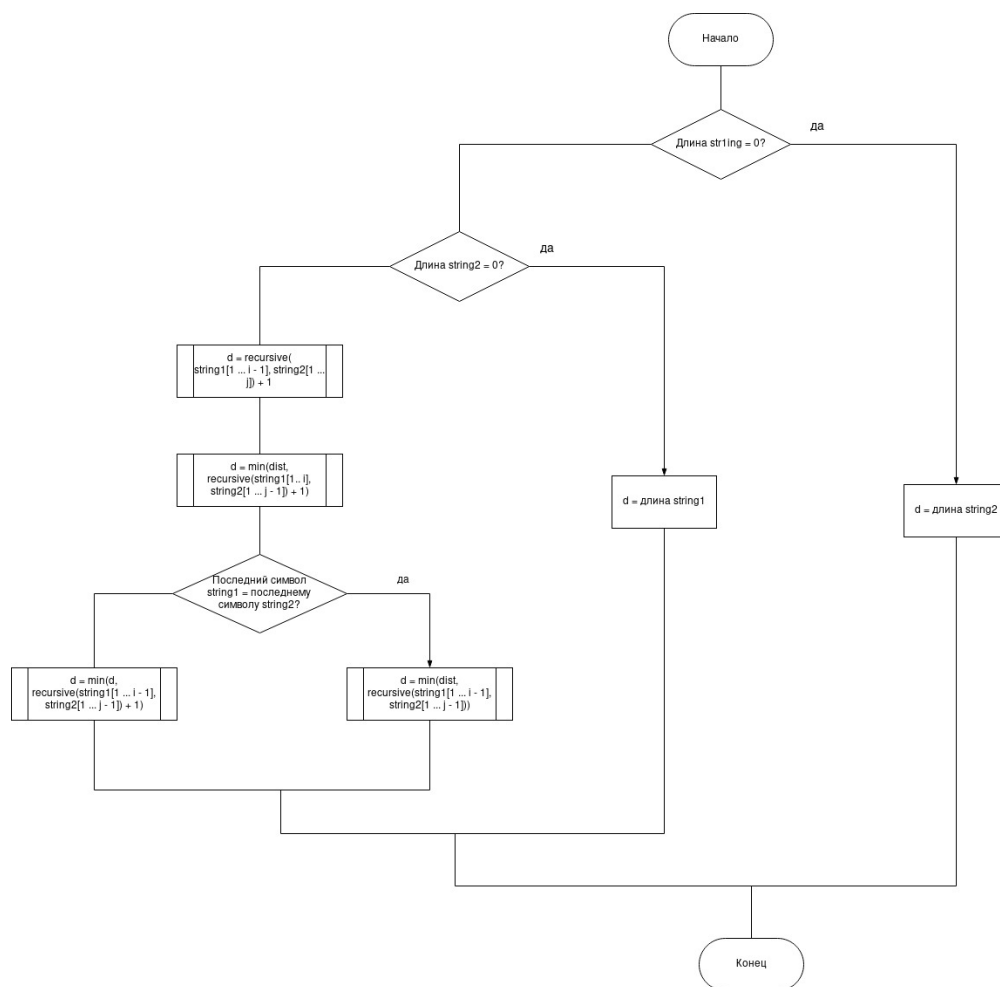 Начало
да
Длина str1ing = 0?
да
Длина string2 = 0?
d = recursive(
string1[1 ... i - 1], string2[1 ...
j]) + 1
d = min(dist,
recursive(string1[1.. i],
string2[1 ... j - 1]) + 1)
d = длина string1
d = длина string2
Последний символ
string1 = последнему
символу string2?
да
d = min(d,
recursive(string1[1 ... i - 1],
string2[1 ... j - 1]) + 1)
d = min(dist,
recursive(string1[1 ... i - 1],
string2[1 ... j - 1]))
Конец